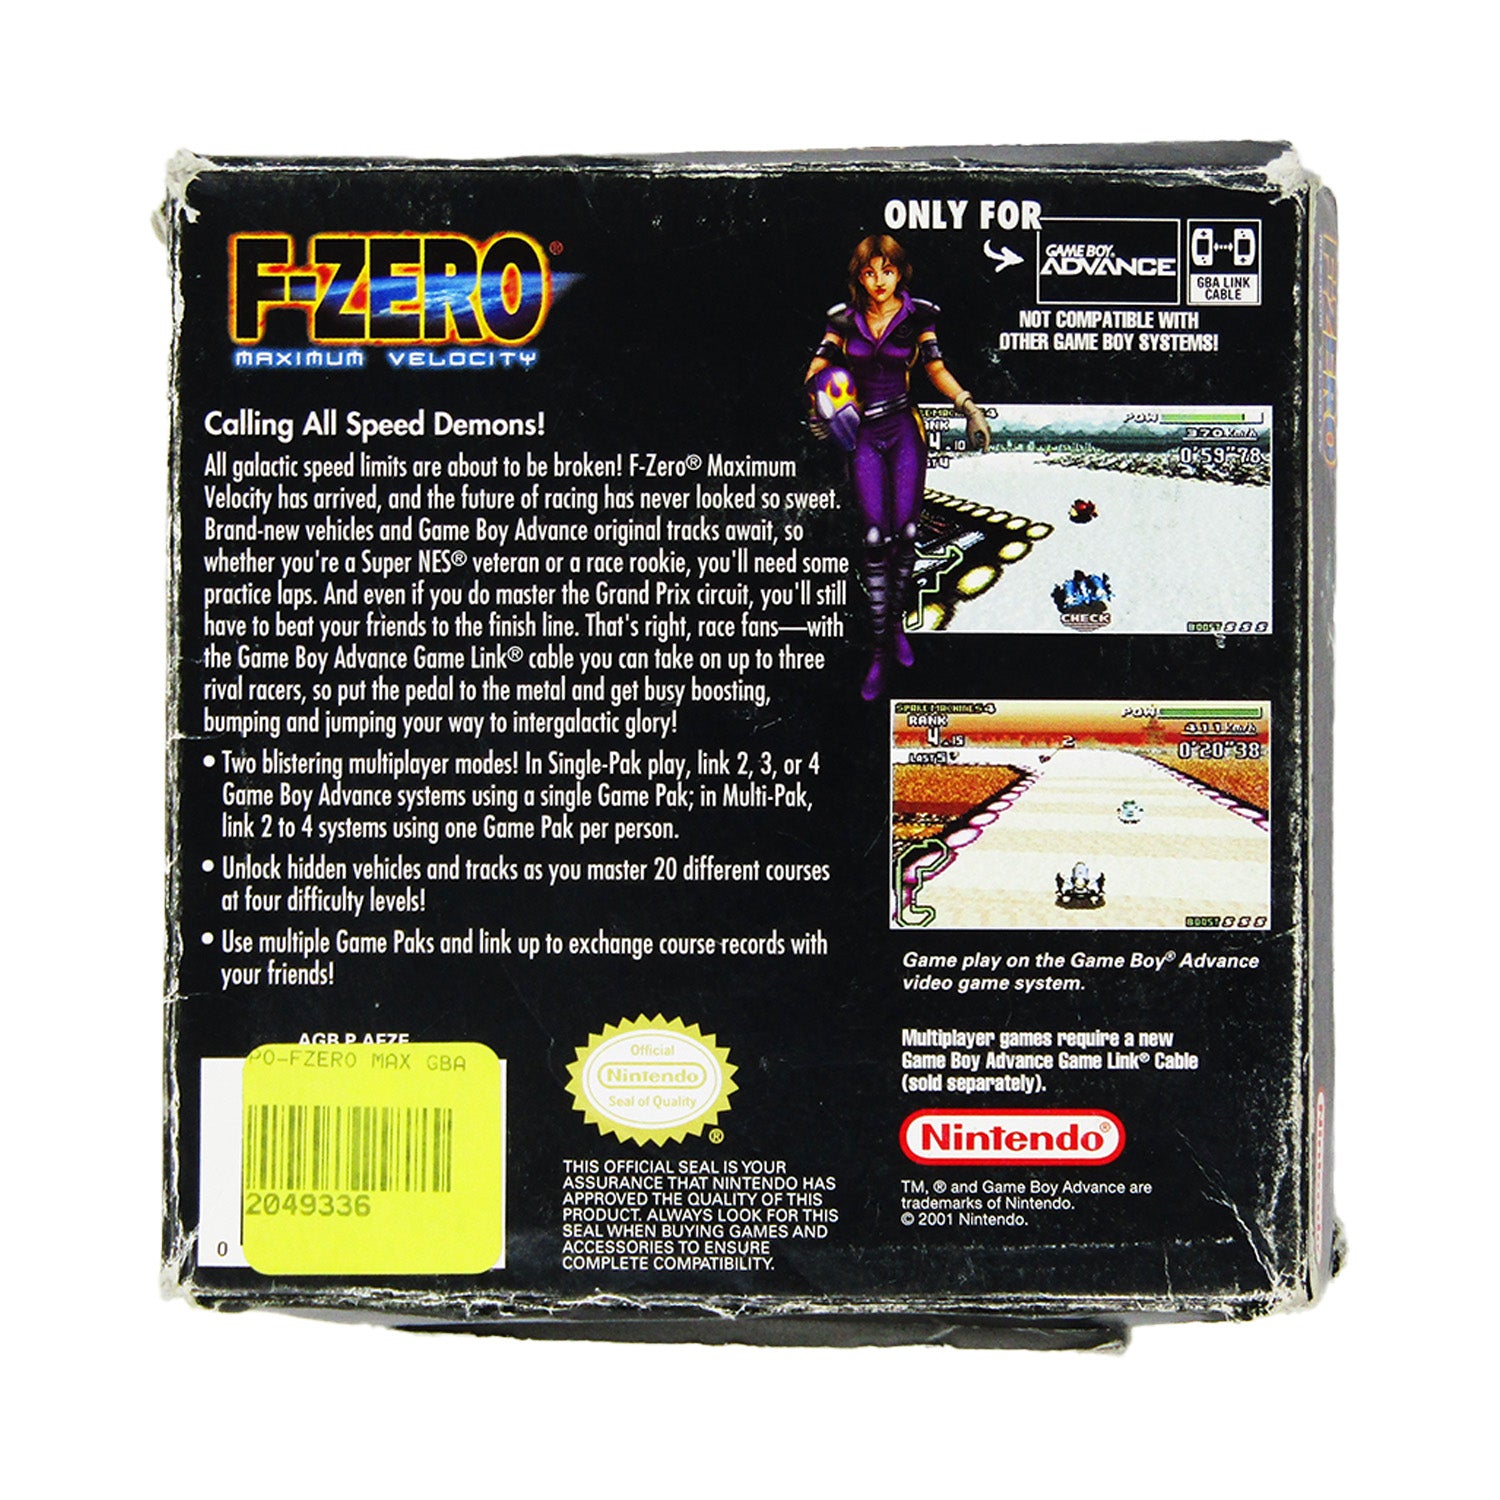 F-ZERO®
MAXIMUM VELOCITY
Calling All Speed Demons!
All galactic speed limits are about to be broken! F-Zero® Maximum
Velocity has arrived, and the future of racing has never looked so sweet.
Brand-new vehicles and Game Boy Advance original tracks await, so
whether you're a Super NES® veteran or a race rookie, you'll need some
practice laps. And even if you do master the Grand Prix circuit, you'll still
have to beat your friends to the finish line. That's right, race fans—with
the Game Boy Advance Game Link® cable you can take on up to three
rival racers, so put the pedal to the metal and get busy boosting,
bumping and jumping your way to intergalactic glory!
• Two blistering multiplayer modes! In Single-Pak play, link 2, 3, or 4
Game Boy Advance systems using a single Game Pak; in Multi-Pak,
link 2 to 4 systems using one Game Pak per person.
• Unlock hidden vehicles and tracks as you master 20 different courses
at four difficulty levels!
• Use multiple Game Paks and link up to exchange course records with
your friends!
AGB P AFZE
PO-FZERO MAX GBA
2049336
0
Official
Nintendo
Seal of Quality
®
THIS OFFICIAL SEAL IS YOUR
ASSURANCE THAT NINTENDO HAS
APPROVED THE QUALITY OF THIS
PRODUCT. ALWAYS LOOK FOR THIS
SEAL WHEN BUYING GAMES AND
ACCESSORIES TO ENSURE
COMPLETE COMPATIBILITY.
ONLY FOR
GAME BOY
ADVANCE
GBA LINK
CABLE
NOT COMPATIBLE WITH
OTHER GAME BOY SYSTEMS!
4
POW
4 10
370 Km/h
0'59"78
CHECK
BOOST S S S
4
POW
RANK
4 15
2
411 Km/h
LAST 5
0'20"38
BOOST S S S
Game play on the Game Boy® Advance
video game system.
Multiplayer games require a new
Game Boy Advance Game Link® Cable
(sold separately).
Nintendo®
TM, ® and Game Boy Advance are
trademarks of Nintendo.
© 2001 Nintendo.